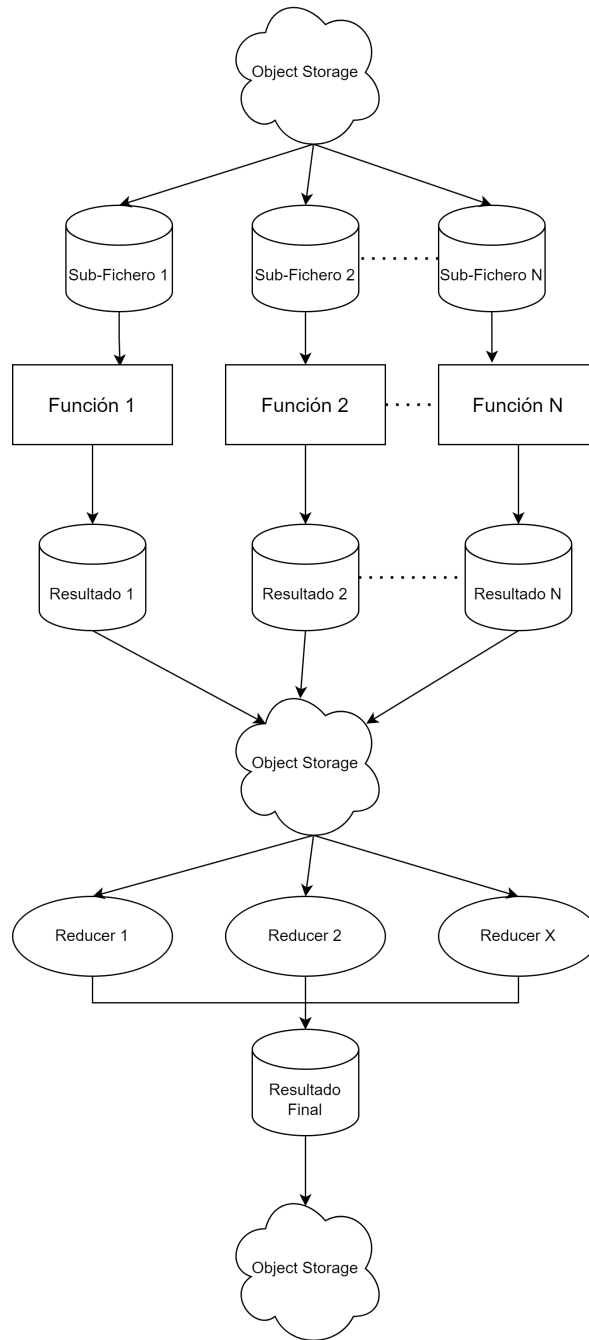 Object Storage
Sub-Fichero 1
Sub-Fichero 2
Sub-Fichero N
Función 1
Función 2
Función N
Resultado 1
Resultado 2
Resultado N
Object Storage
Reducer 1
Reducer 2
Reducer X
Resultado
Final
Object Storage